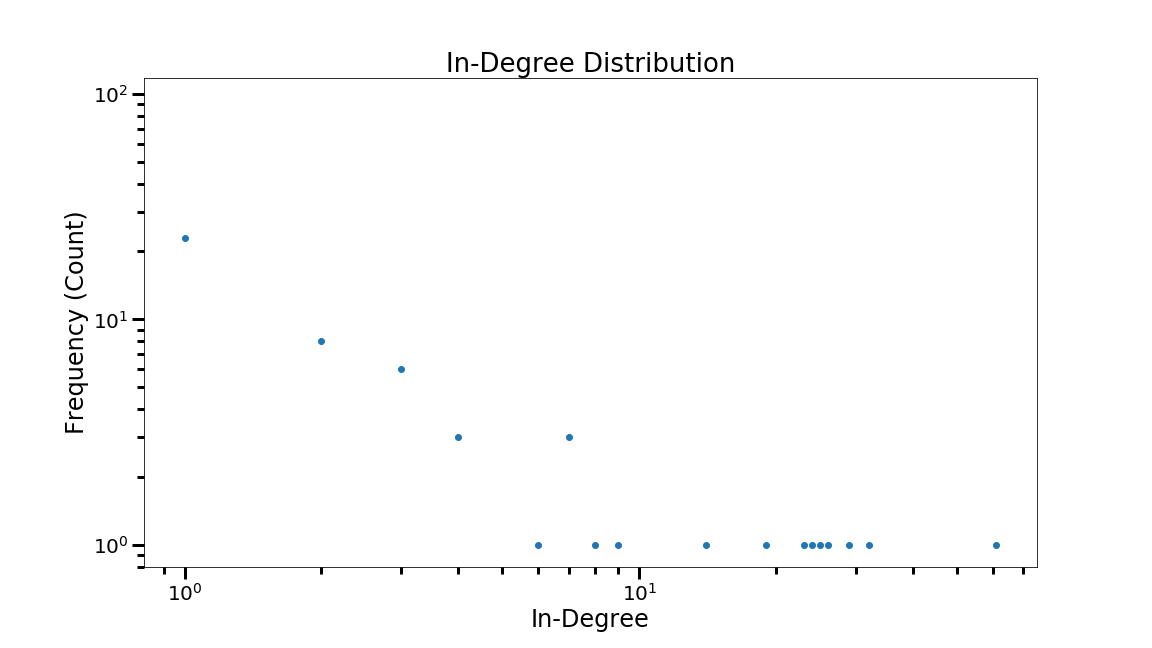 In-Degree Distribution
10²
10¹
10⁰
Frequency (Count)
10⁰ 10¹
In-Degree